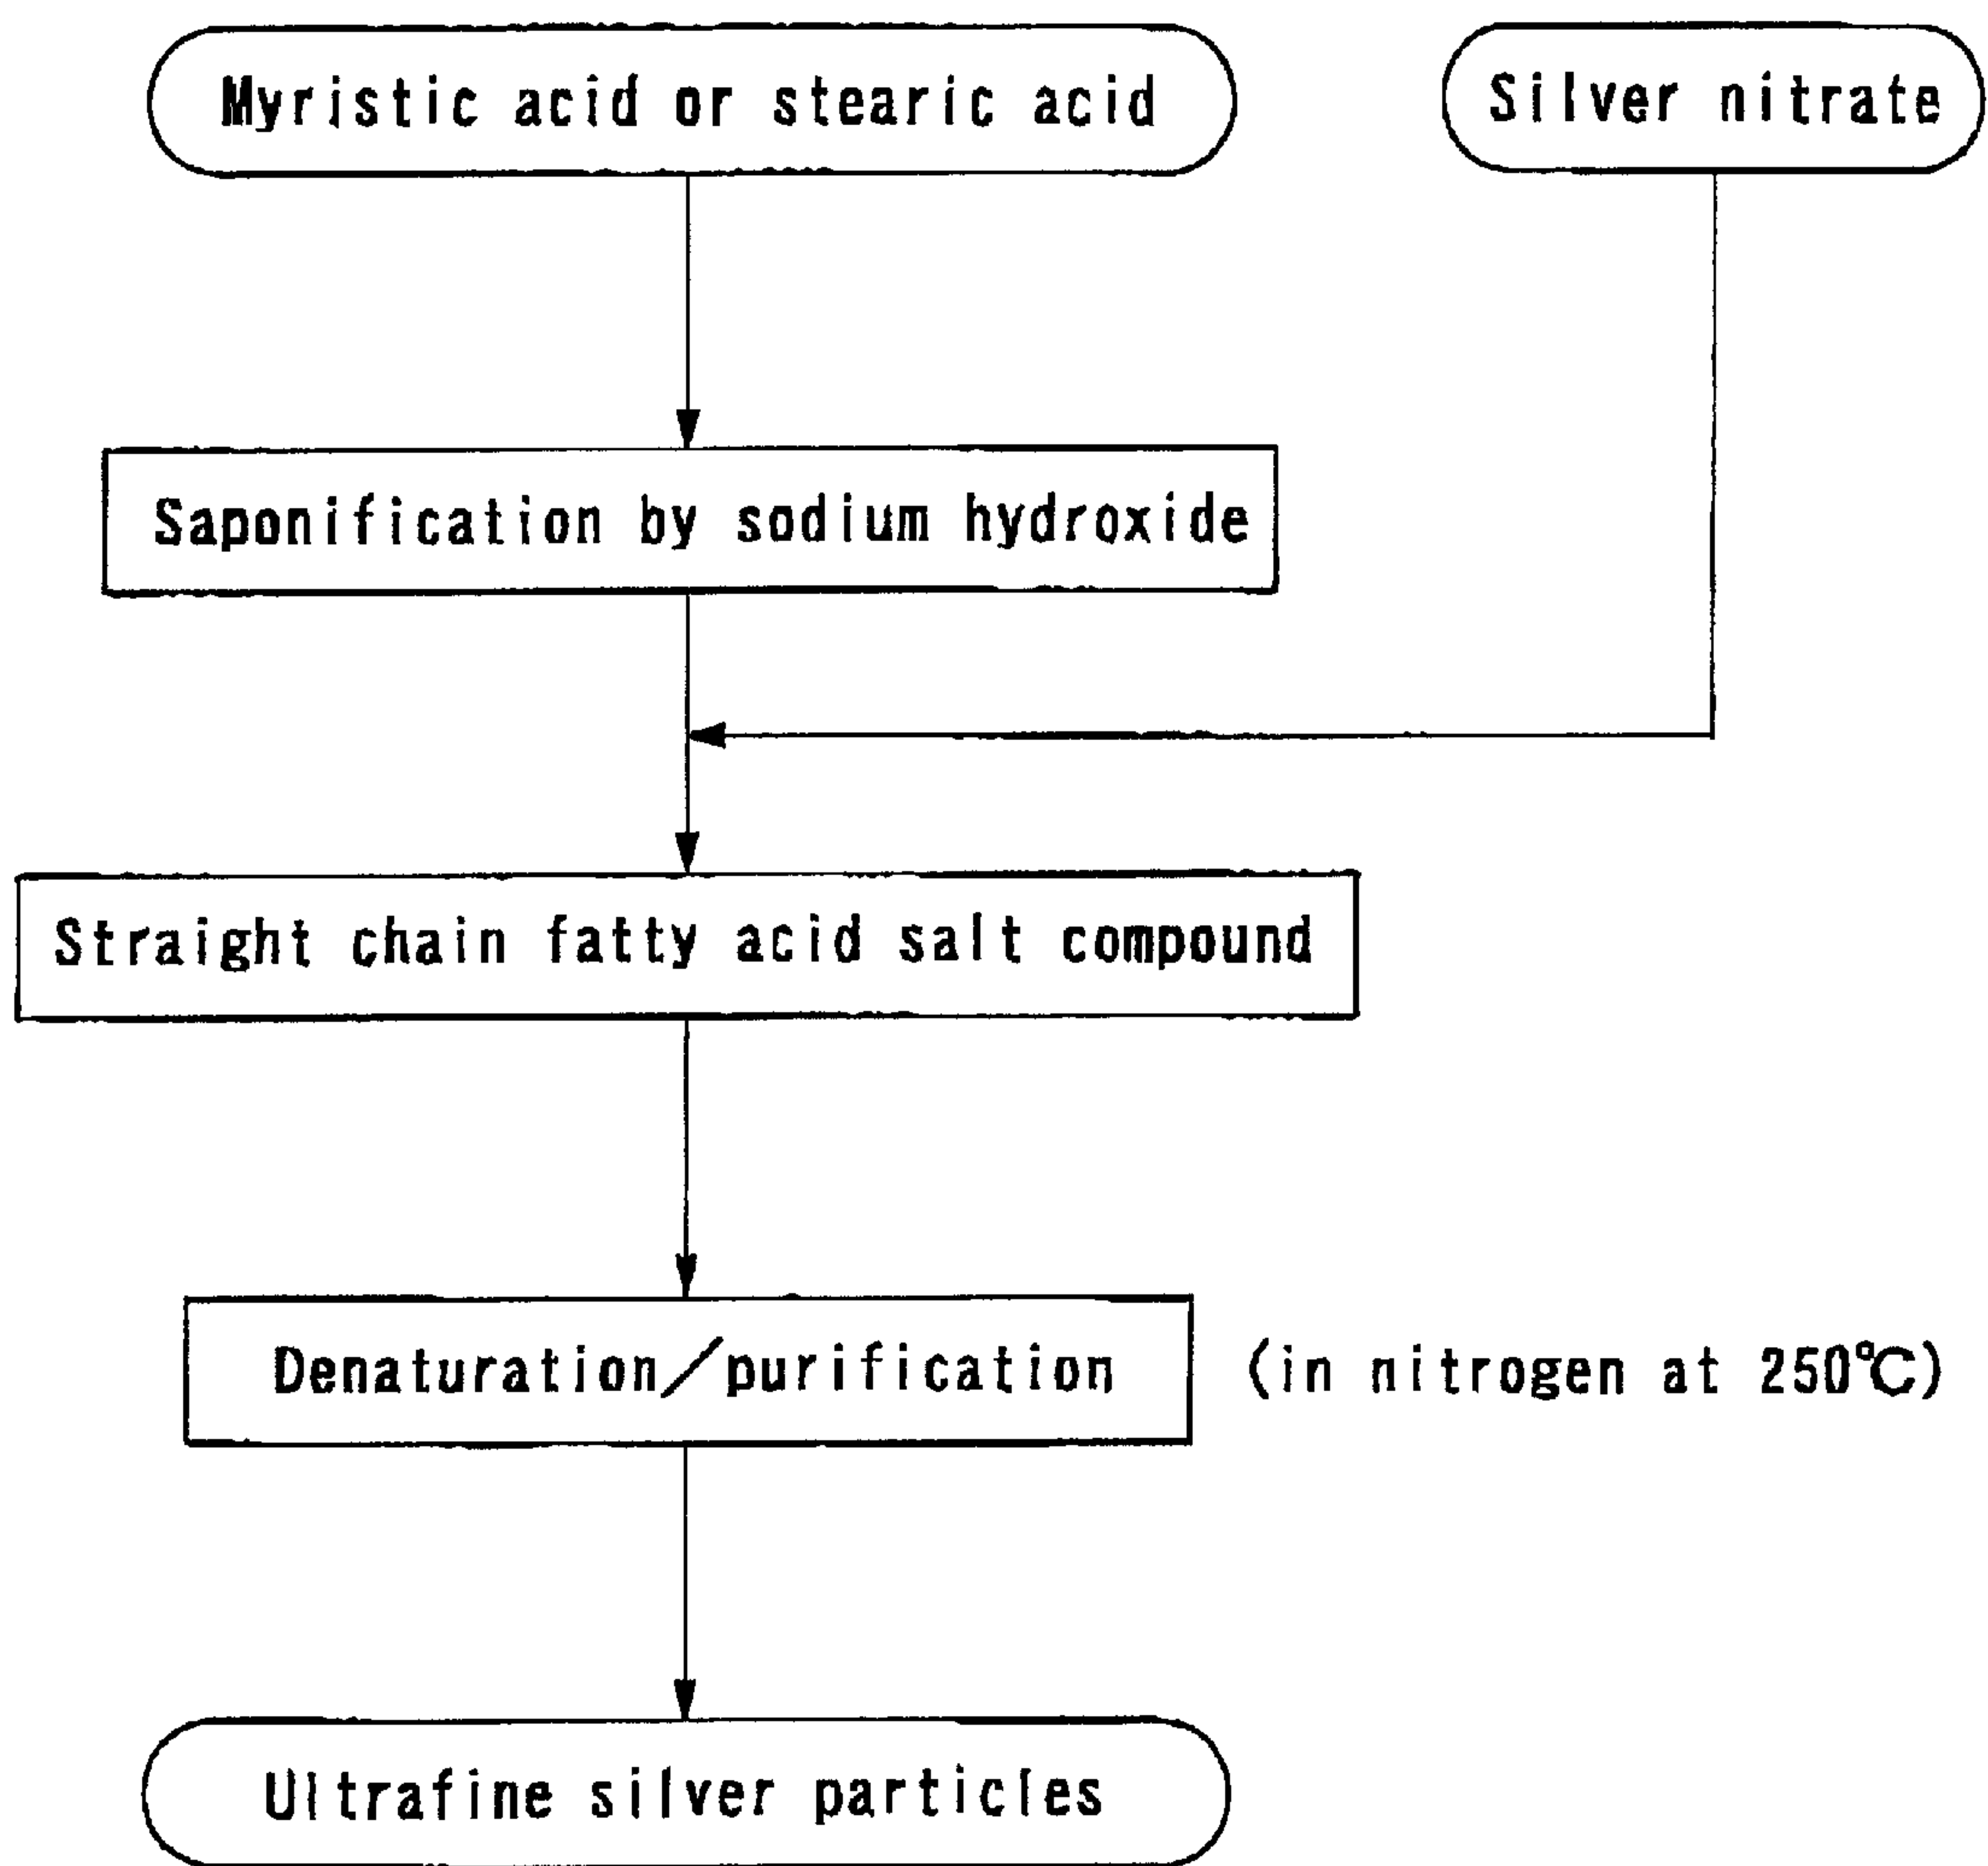 Myristic acid or stearic acid
Silver nitrate
Saponification by sodium hydroxide
Straight chain fatty acid salt compound
Denaturation/purification
(in nitrogen at 250℃)
Ultrafine silver particles